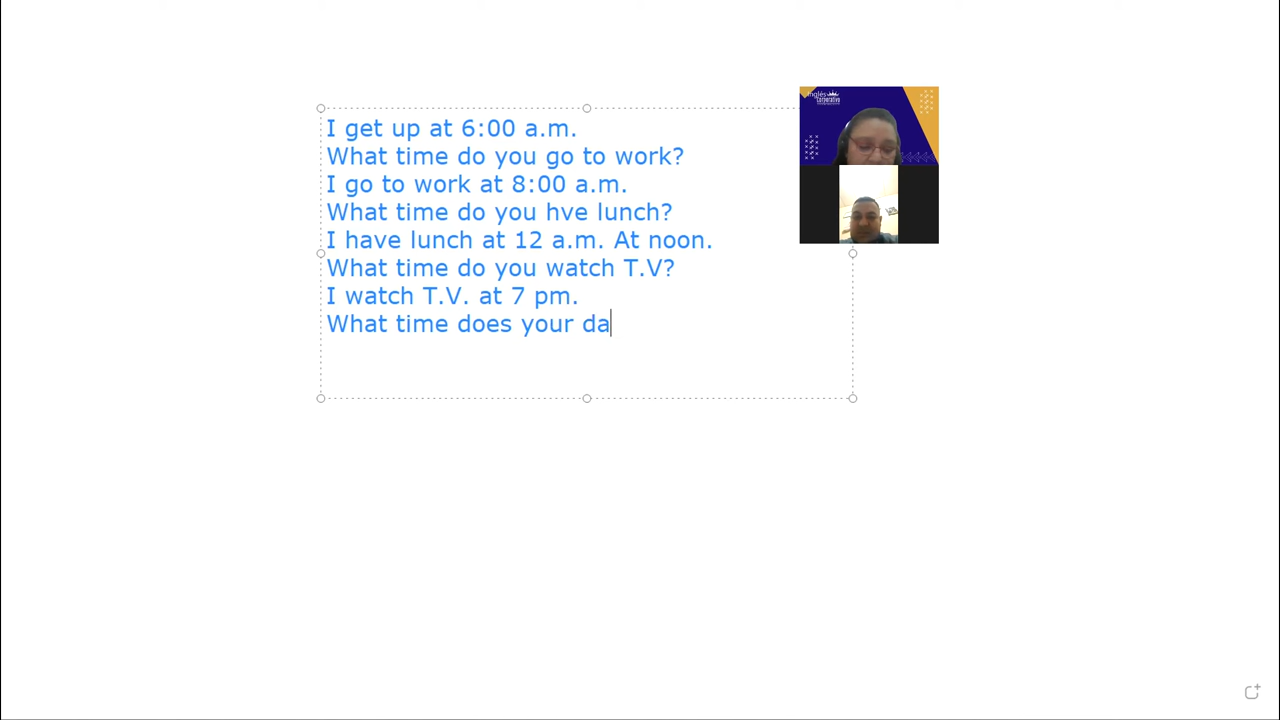 I get up at 6:00 a.m.
What time do you go to work?
I go to work at 8:00 a.m.
What time do you hve lunch?
I have lunch at 12 a.m. At noon.
What time do you watch T.V?
I watch T.V. at 7 pm.
What time does your da
Inglés
Corporativo